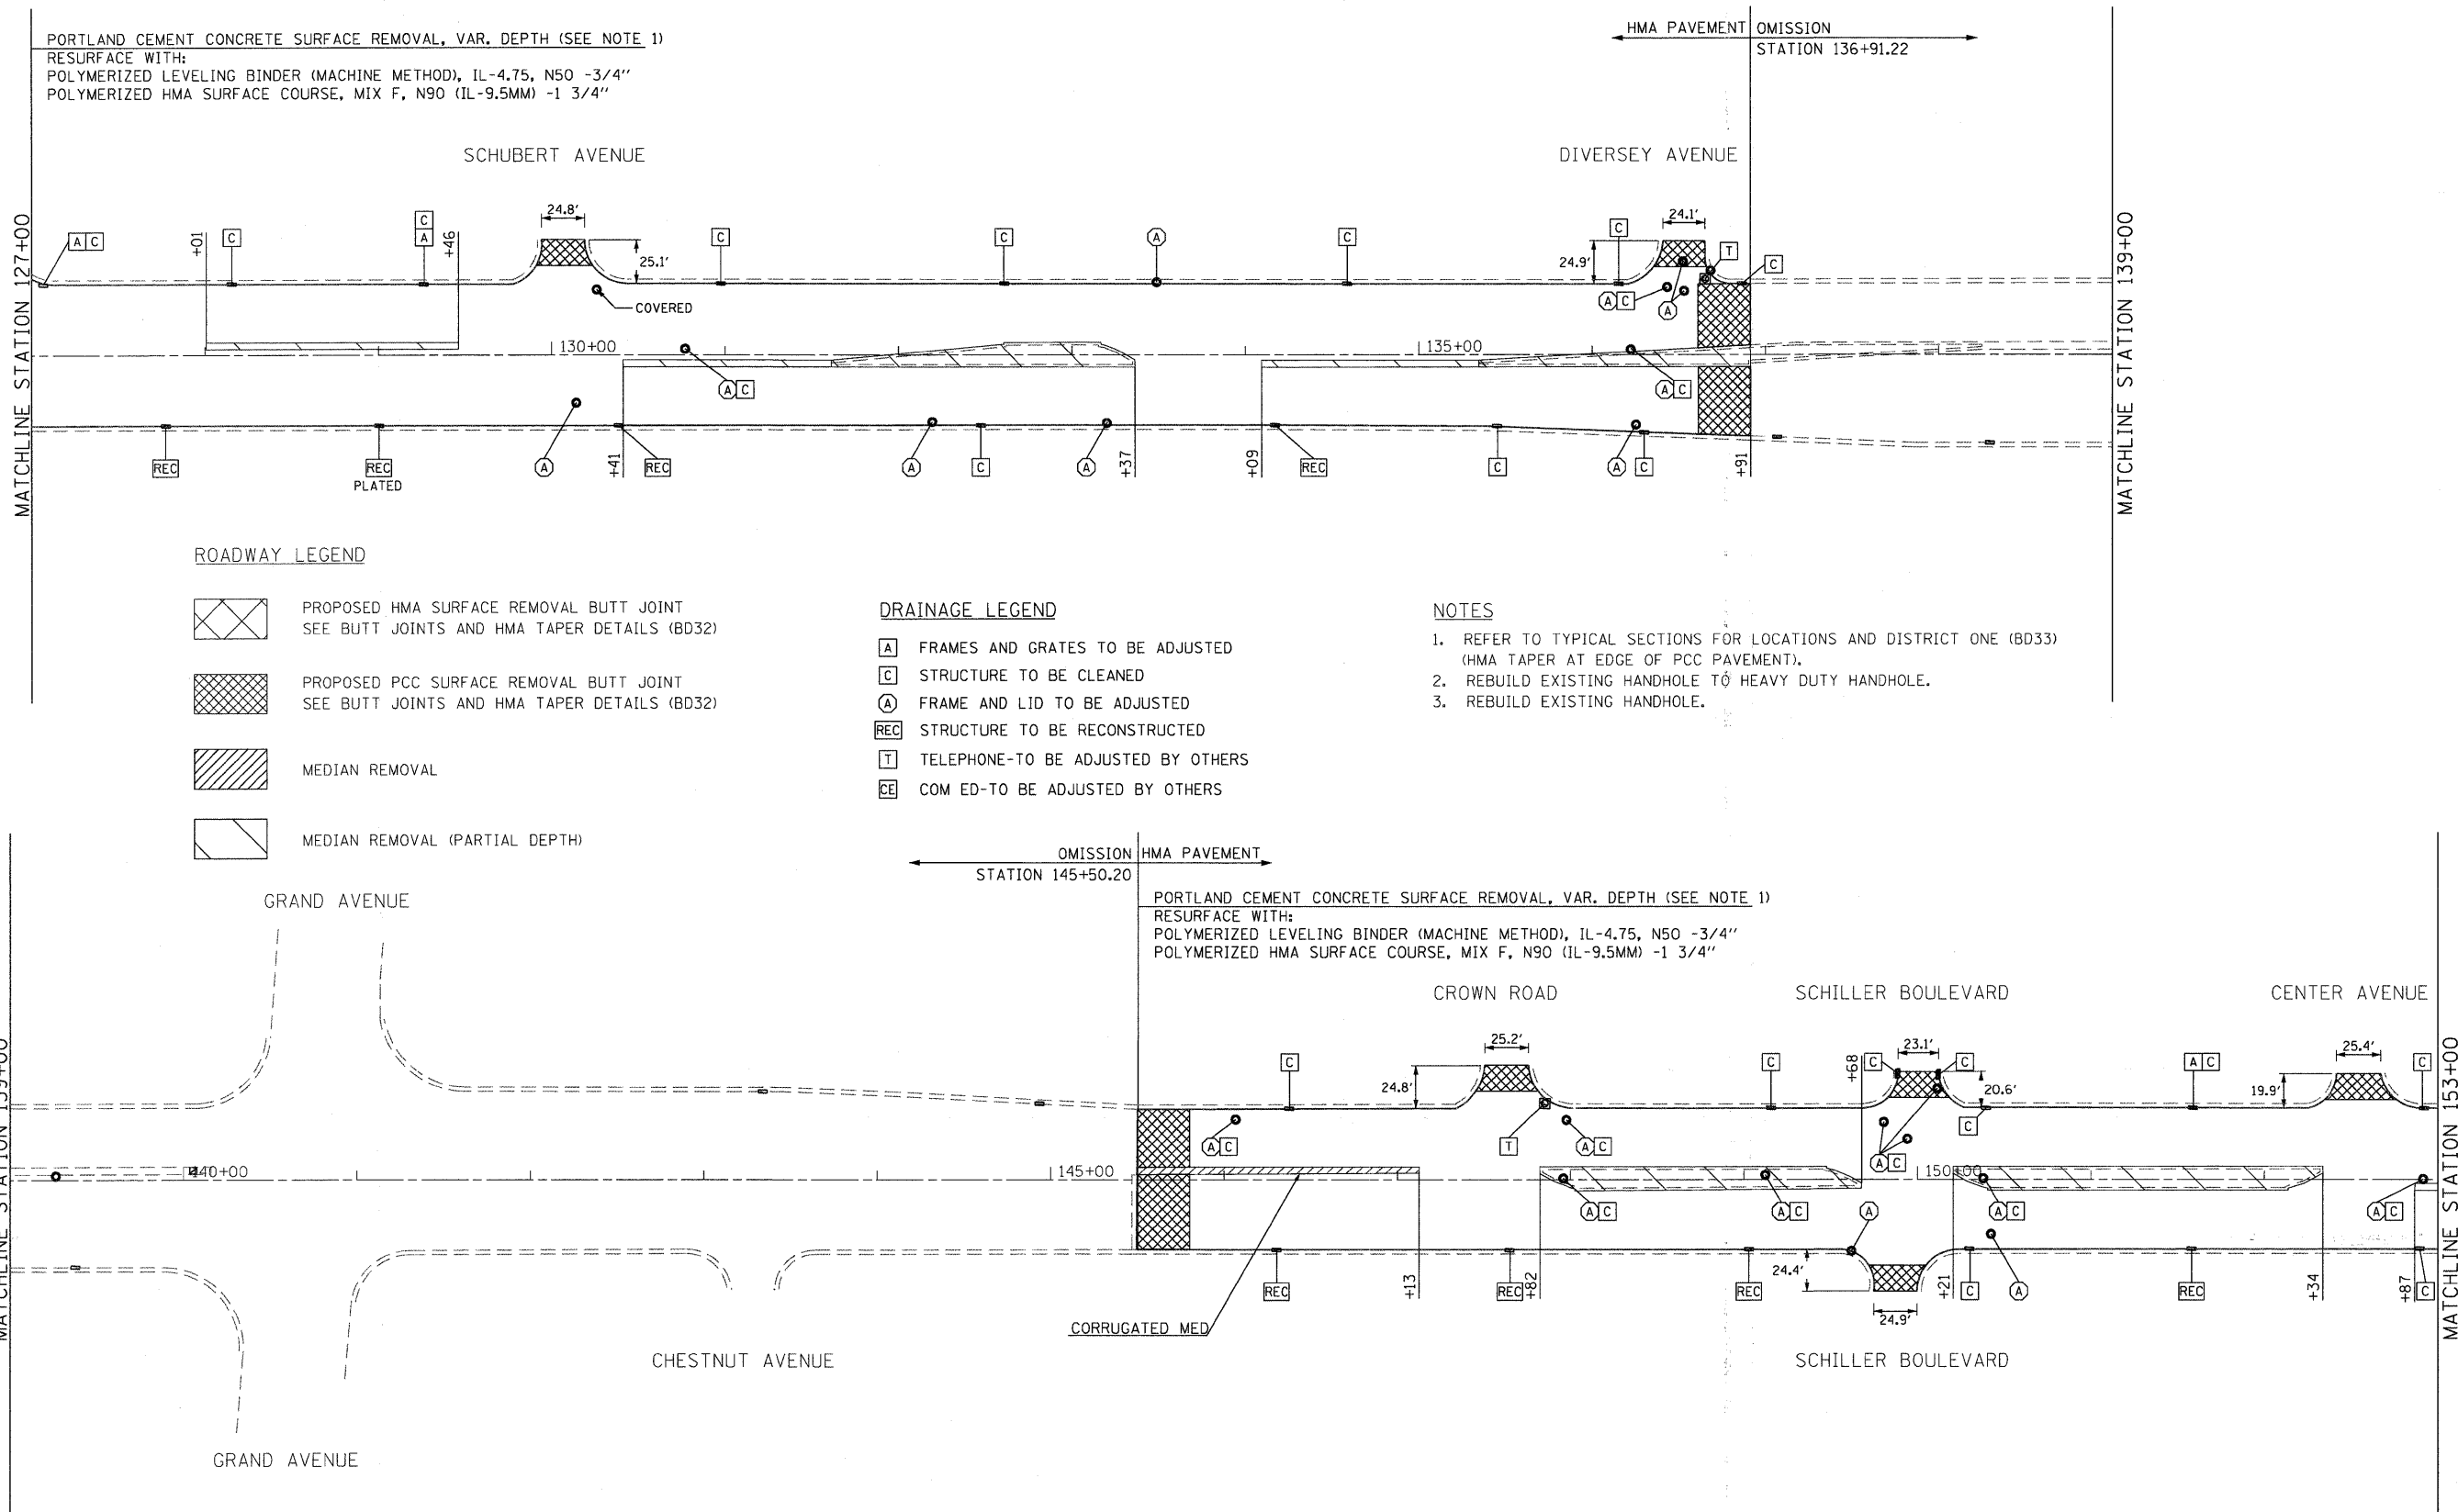 PORTLAND CEMENT CONCRETE SURFACE REMOVAL, VAR. DEPTH (SEE NOTE 1)
RESURFACE WITH:
POLYMERIZED LEVELING BINDER (MACHINE METHOD), IL-4.75, N50 -3/4''
POLYMERIZED HMA SURFACE COURSE, MIX F, N90 (IL-9.5MM) -1 3/4''
HMA PAVEMENT OMISSION
STATION 136+91.22
SCHUBERT AVENUE
DIVERSEY AVENUE
MATCHLINE STATION 127+00
MATCHLINE STATION 139+00
A C
+01
C
C
A
+46
24.8'
25.1'
COVERED
C
C
A
C
C
24.9'
24.1'
T
C
A C
A
130+00
135+00
A C
A C
REC
REC
PLATED
A
+41
REC
A
C
A
+37
+09
REC
C
A
C
+91
ROADWAY LEGEND
PROPOSED HMA SURFACE REMOVAL BUTT JOINT
SEE BUTT JOINTS AND HMA TAPER DETAILS (BD32)
PROPOSED PCC SURFACE REMOVAL BUTT JOINT
SEE BUTT JOINTS AND HMA TAPER DETAILS (BD32)
MEDIAN REMOVAL
MEDIAN REMOVAL (PARTIAL DEPTH)
DRAINAGE LEGEND
A FRAMES AND GRATES TO BE ADJUSTED
C STRUCTURE TO BE CLEANED
A FRAME AND LID TO BE ADJUSTED
REC STRUCTURE TO BE RECONSTRUCTED
T TELEPHONE-TO BE ADJUSTED BY OTHERS
CE COM ED-TO BE ADJUSTED BY OTHERS
NOTES
1. REFER TO TYPICAL SECTIONS FOR LOCATIONS AND DISTRICT ONE (BD33)
(HMA TAPER AT EDGE OF PCC PAVEMENT).
2. REBUILD EXISTING HANDHOLE TO HEAVY DUTY HANDHOLE.
3. REBUILD EXISTING HANDHOLE.
OMISSION HMA PAVEMENT
STATION 145+50.20
PORTLAND CEMENT CONCRETE SURFACE REMOVAL, VAR. DEPTH (SEE NOTE 1)
RESURFACE WITH:
POLYMERIZED LEVELING BINDER (MACHINE METHOD), IL-4.75, N50 -3/4''
POLYMERIZED HMA SURFACE COURSE, MIX F, N90 (IL-9.5MM) -1 3/4''
GRAND AVENUE
CROWN ROAD
SCHILLER BOULEVARD
CENTER AVENUE
MATCHLINE STATION 139+00
MATCHLINE STATION 153+00
C
25.2'
24.8'
C
+68
C
23.1'
C
20.6'
A C
25.4'
19.9'
C
A C
T
A C
A C
C
140+00
145+00
150+00
A C
A C
A
A C
A C
REC
+13
REC
+82
REC
24.4'
24.9'
+21
C
A
REC
+34
+87
C
CORRUGATED MED
CHESTNUT AVENUE
SCHILLER BOULEVARD
GRAND AVENUE